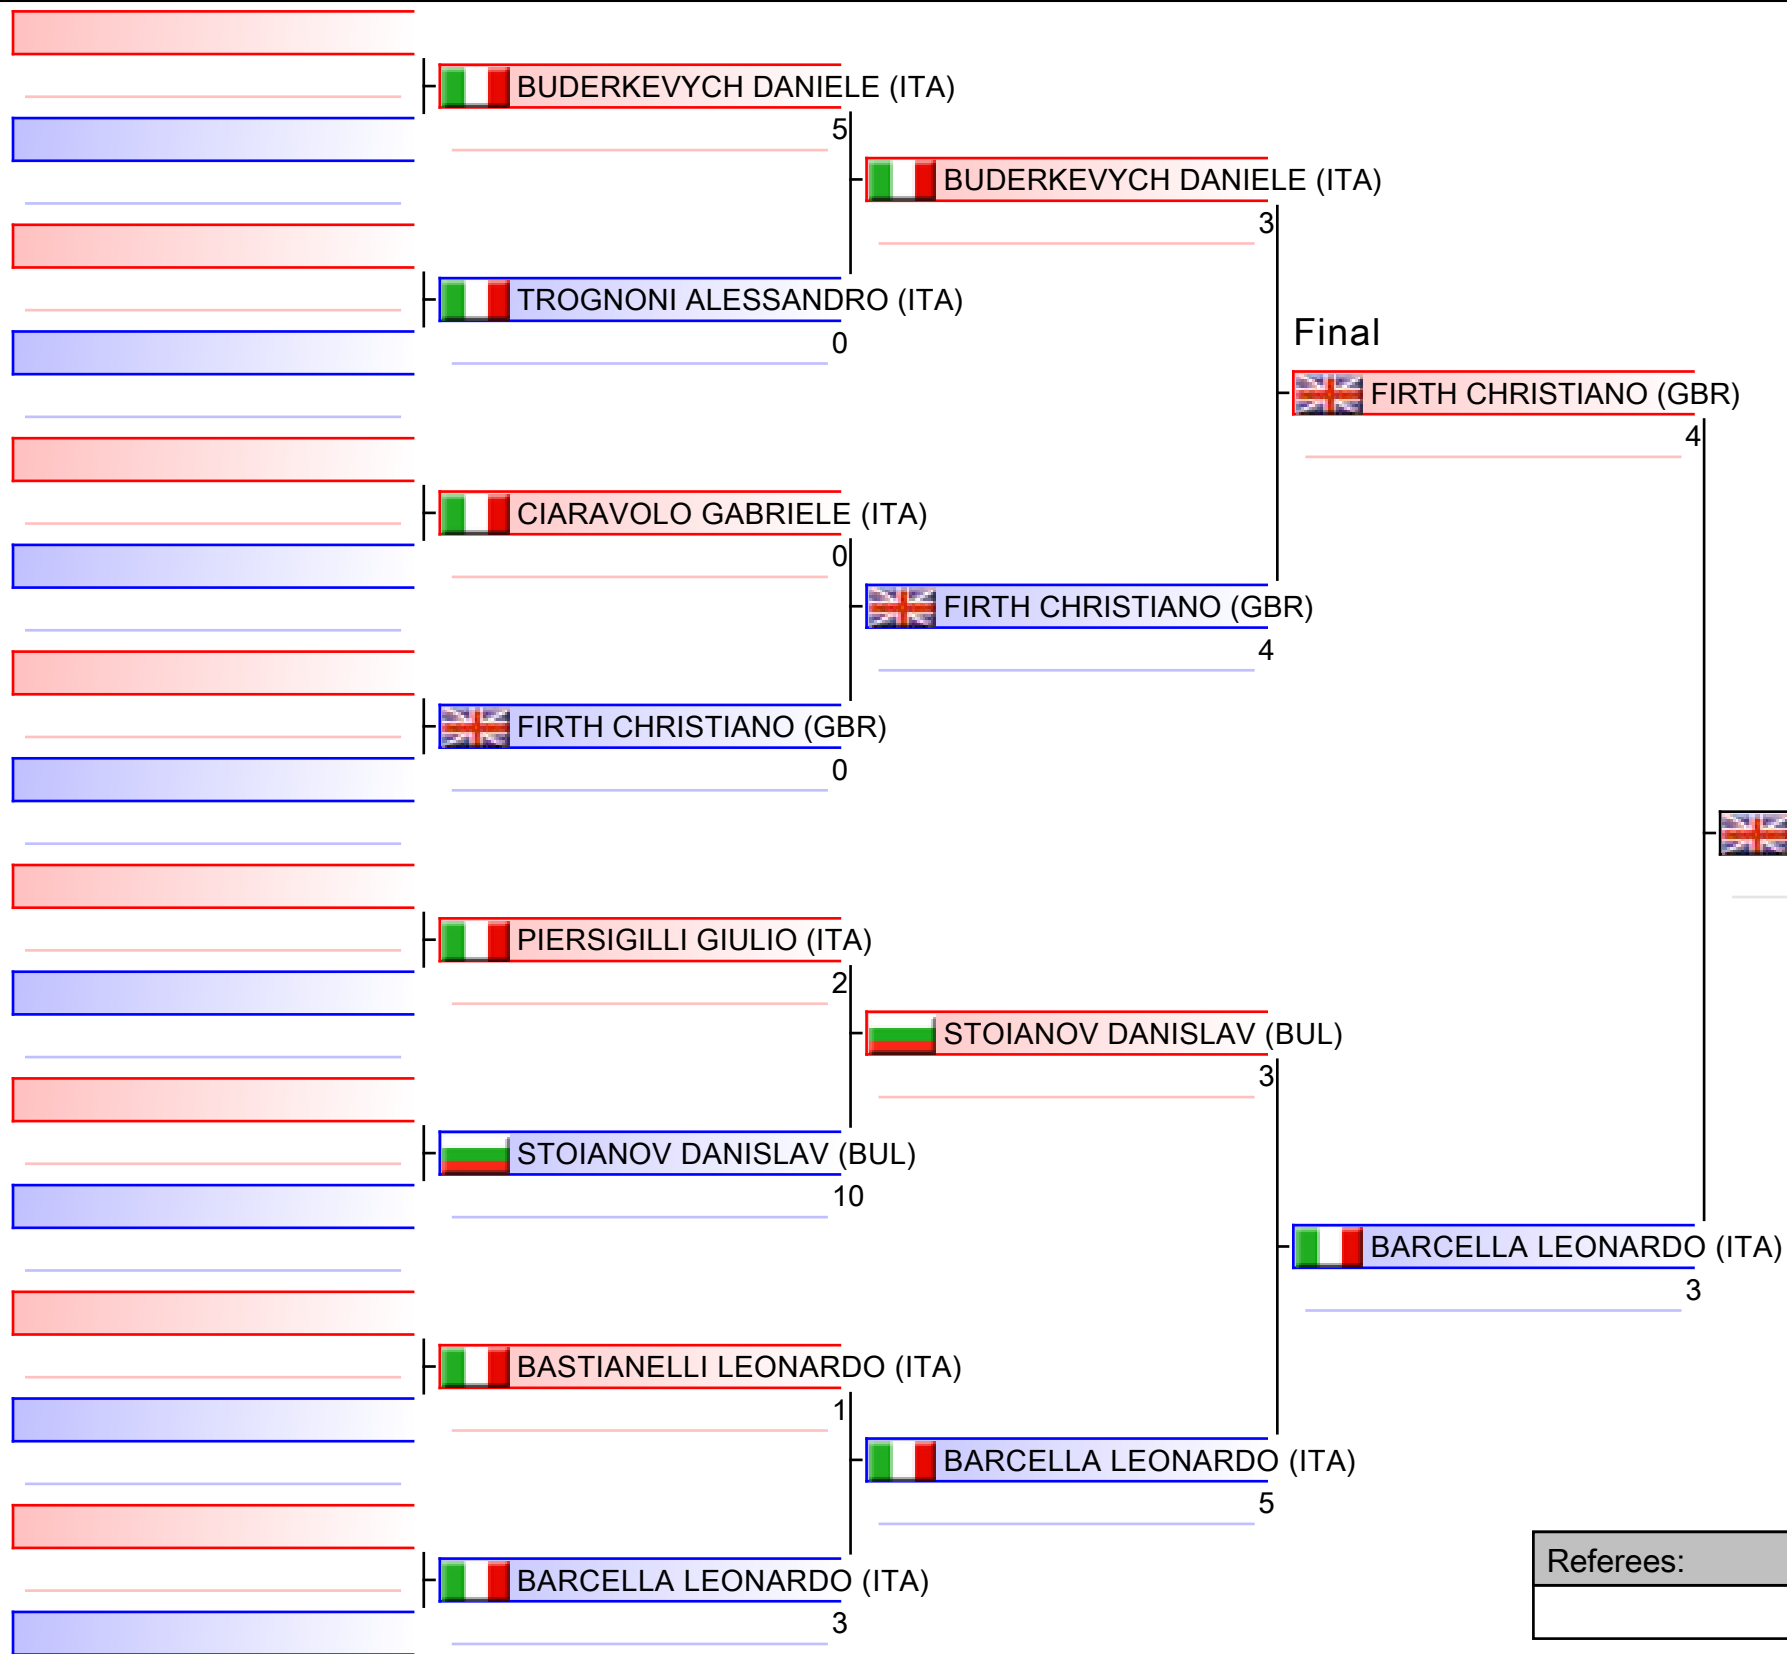 BUDERKEVYCH DANIELE (ITA)
5
BUDERKEVYCH DANIELE (ITA)
3
TROGNONI ALESSANDRO (ITA)
0
Final
FIRTH CHRISTIANO (GBR)
4
CIARAVOLO GABRIELE (ITA)
0
FIRTH CHRISTIANO (GBR)
4
FIRTH CHRISTIANO (GBR)
0
PIERSIGILLI GIULIO (ITA)
2
STOIANOV DANISLAV (BUL)
3
STOIANOV DANISLAV (BUL)
10
BARCELLA LEONARDO (ITA)
3
BASTIANELLI LEONARDO (ITA)
1
BARCELLA LEONARDO (ITA)
5
Referees:
BARCELLA LEONARDO (ITA)
3